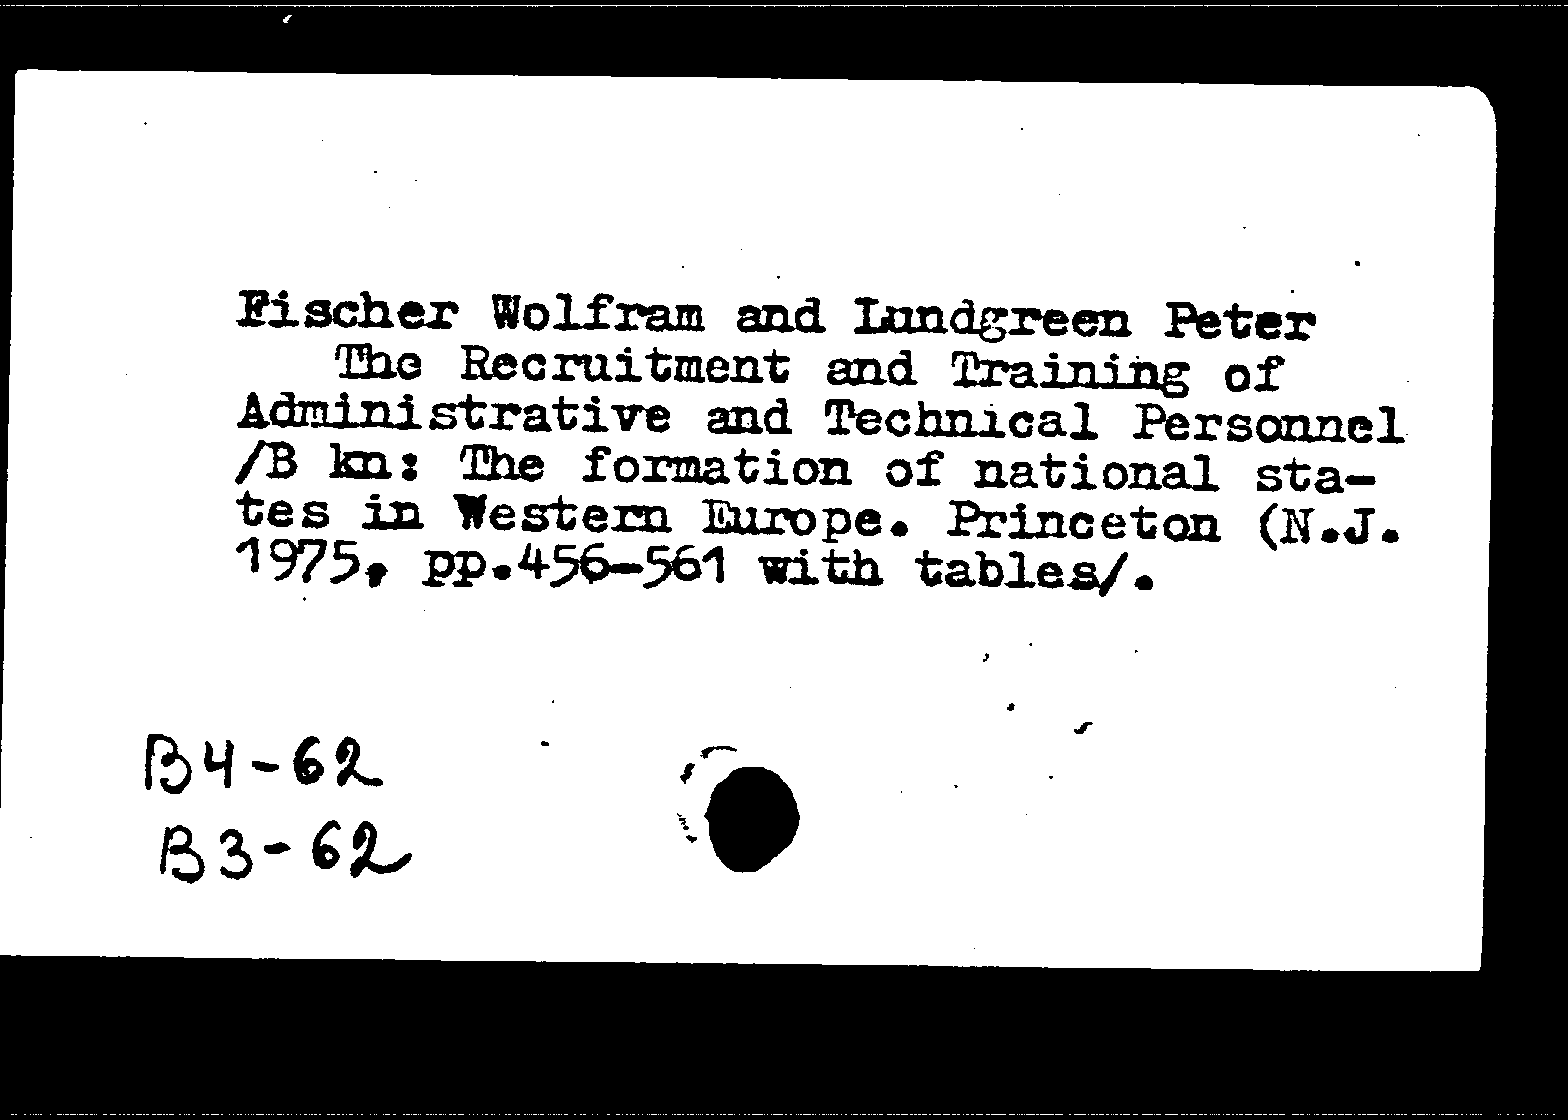 Fischer Wolfram and Lundgreen Peter
The Recruitment and Training of
Administrative and Technical Personnel
/B kn: The formation of national sta-
tes in Western Europe. Princeton (N.J.
1975, pp.456-561 with tables/.
B4-62
B3-62